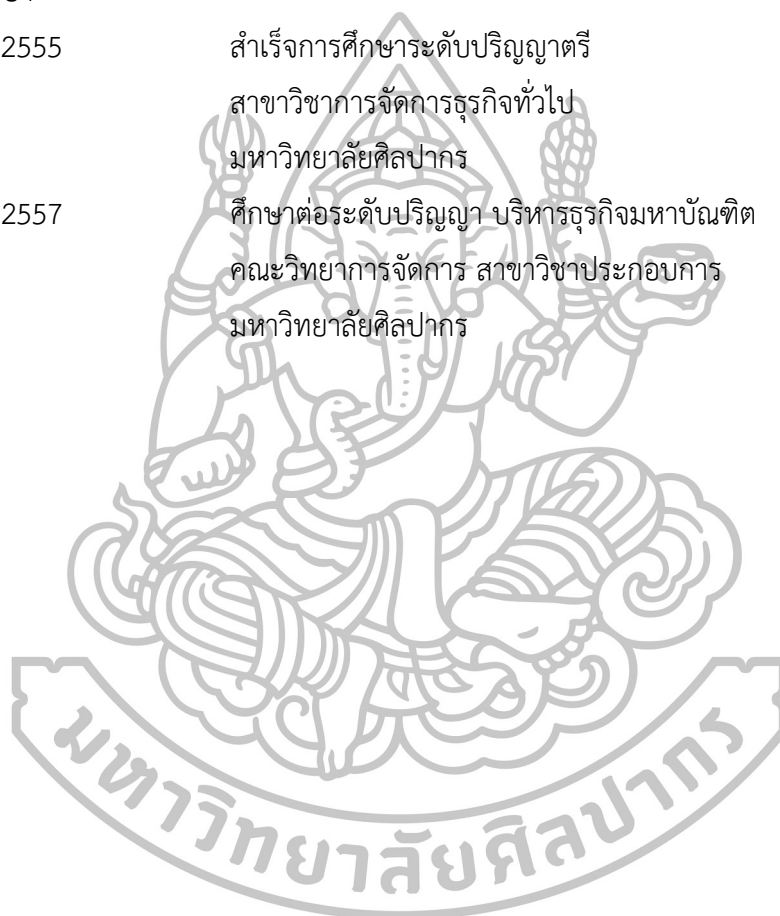 2555 สำเร็จการศึกษาระดับปริญญาตรี
สาขาวิชาการจัดการธุรกิจทั่วไป
มหาวิทยาลัยศิลปากร
2557 ศึกษาต่อระดับปริญญา บริหารธุรกิจมหาบัณฑิต
คณะวิทยาการจัดการ สาขาวิชาประกอบการ
มหาวิทยาลัยศิลปากร
มหาวิทยาลัยศิลปากร